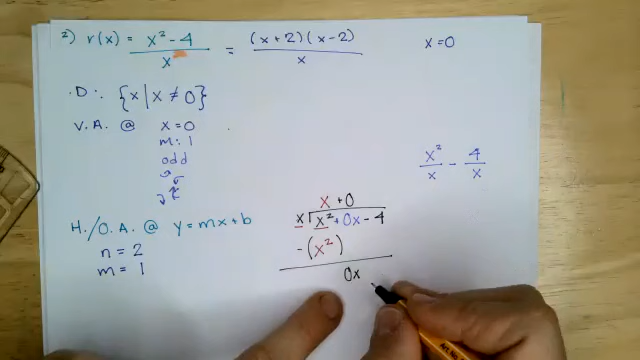 2) r(x) = x² - 4 / x = (x+2)(x-2) / x
x=0
D: {x | x ≠ 0}
V.A. @ x=0
m: 1
odd
x²/x - 4/x
H./O.A. @ y=mx+b
n = 2
m = 1
x + 0
x x² + 0x - 4
-(x²)
0x